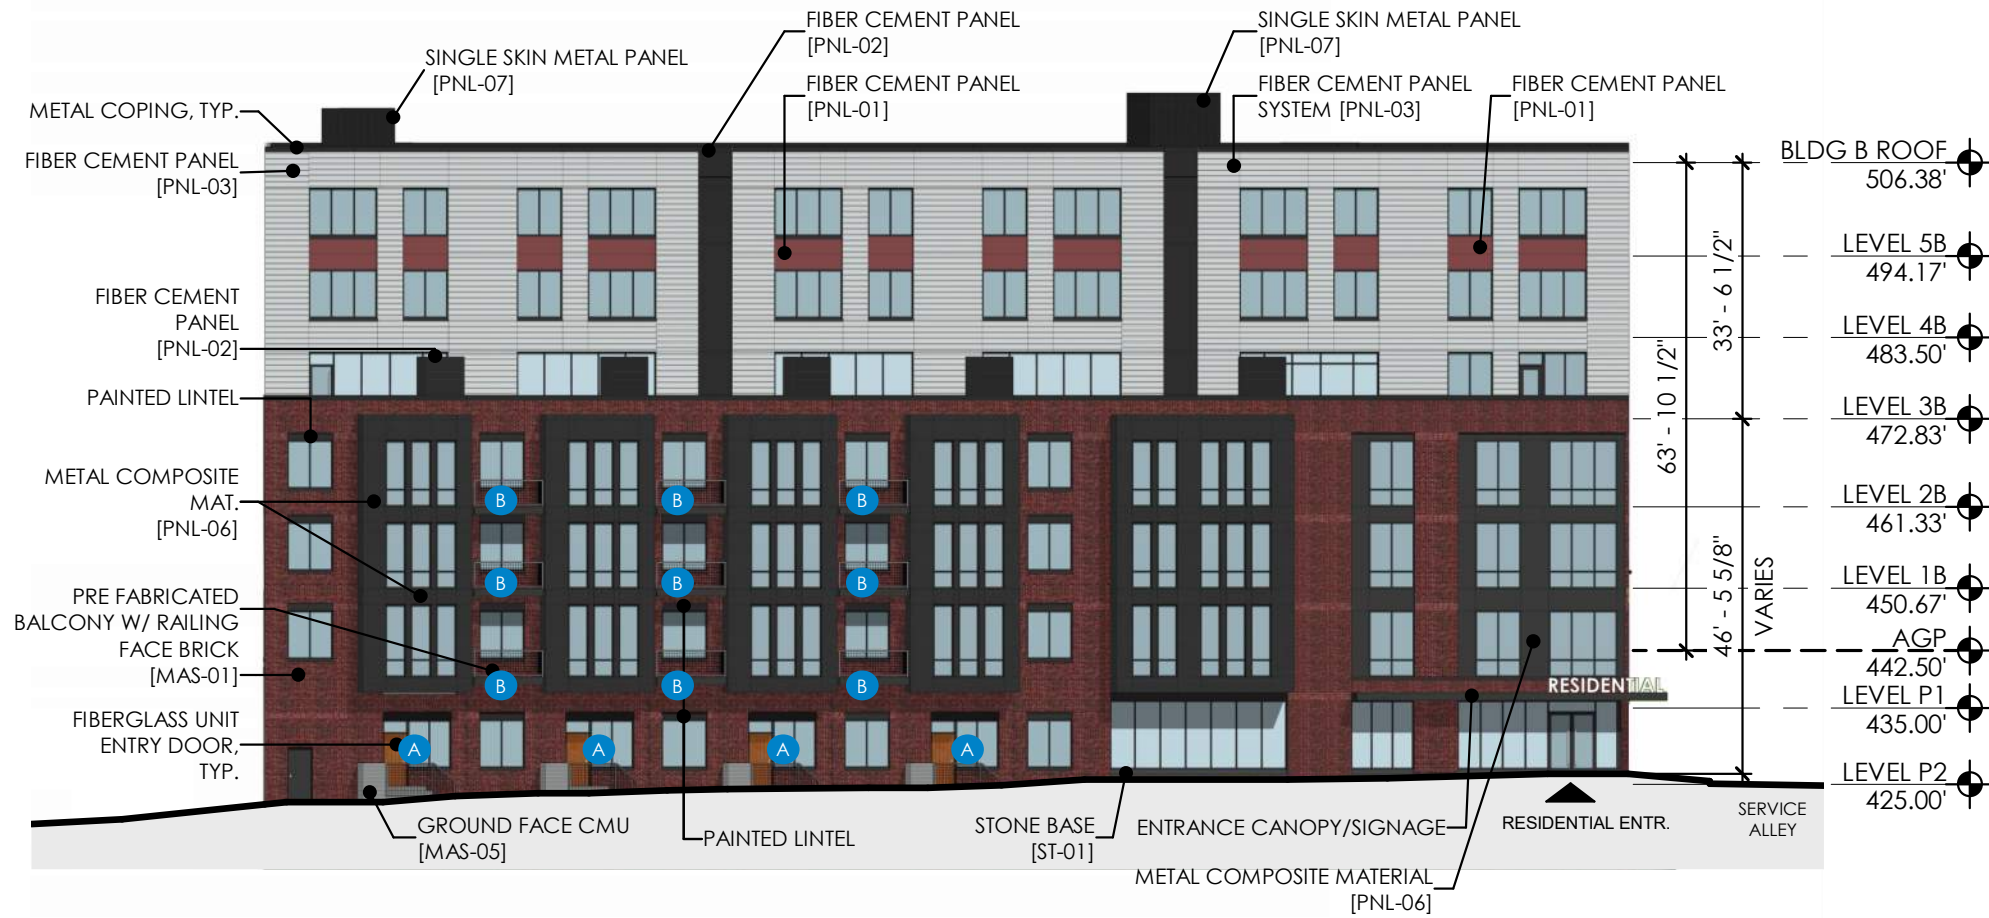 FIBER CEMENT PANEL
[PNL-02]
SINGLE SKIN METAL PANEL
[PNL-07]
SINGLE SKIN METAL PANEL
[PNL-07]
FIBER CEMENT PANEL
[PNL-01]
FIBER CEMENT PANEL
SYSTEM [PNL-03]
FIBER CEMENT PANEL
[PNL-01]
METAL COPING, TYP.
FIBER CEMENT PANEL
[PNL-03]
FIBER CEMENT
PANEL
[PNL-02]
PAINTED LINTEL
METAL COMPOSITE
MAT.
[PNL-06]
PRE FABRICATED
BALCONY W/ RAILING
FACE BRICK
[MAS-01]
FIBERGLASS UNIT
ENTRY DOOR,
TYP.
B
B
B
B
B
B
B
B
B
A
A
A
A
RESIDENTIAL
63' - 10 1/2"
33' - 6 1/2"
46' - 5 5/8"
VARIES
BLDG B ROOF
506.38'
LEVEL 5B
494.17'
LEVEL 4B
483.50'
LEVEL 3B
472.83'
LEVEL 2B
461.33'
LEVEL 1B
450.67'
AGP
442.50'
LEVEL P1
435.00'
LEVEL P2
425.00'
GROUND FACE CMU
[MAS-05]
PAINTED LINTEL
STONE BASE
[ST-01]
ENTRANCE CANOPY/SIGNAGE
METAL COMPOSITE MATERIAL
[PNL-06]
RESIDENTIAL ENTR.
SERVICE
ALLEY